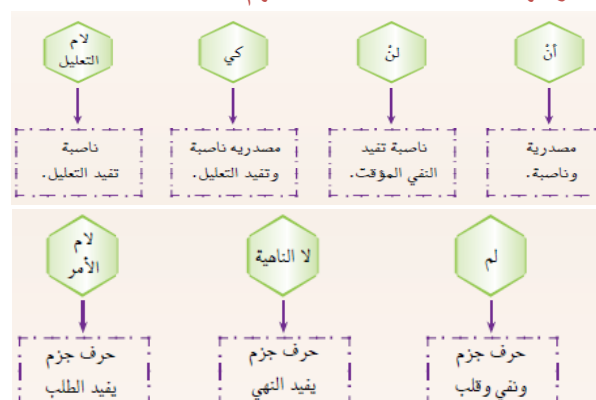 أنْ
لنْ
كي
لام
التعليل
مصدرية
وناصبة.
ناصبة تفيد
النفي المؤقت.
مصدريه ناصبة
وتفيد التعليل.
ناصبة
تفيد التعليل.
لم
لا الناهية
لام
الأمر
حرف جزم
ونفي وقلب
حرف جزم
يفيد النهي
حرف جزم
يفيد الطلب